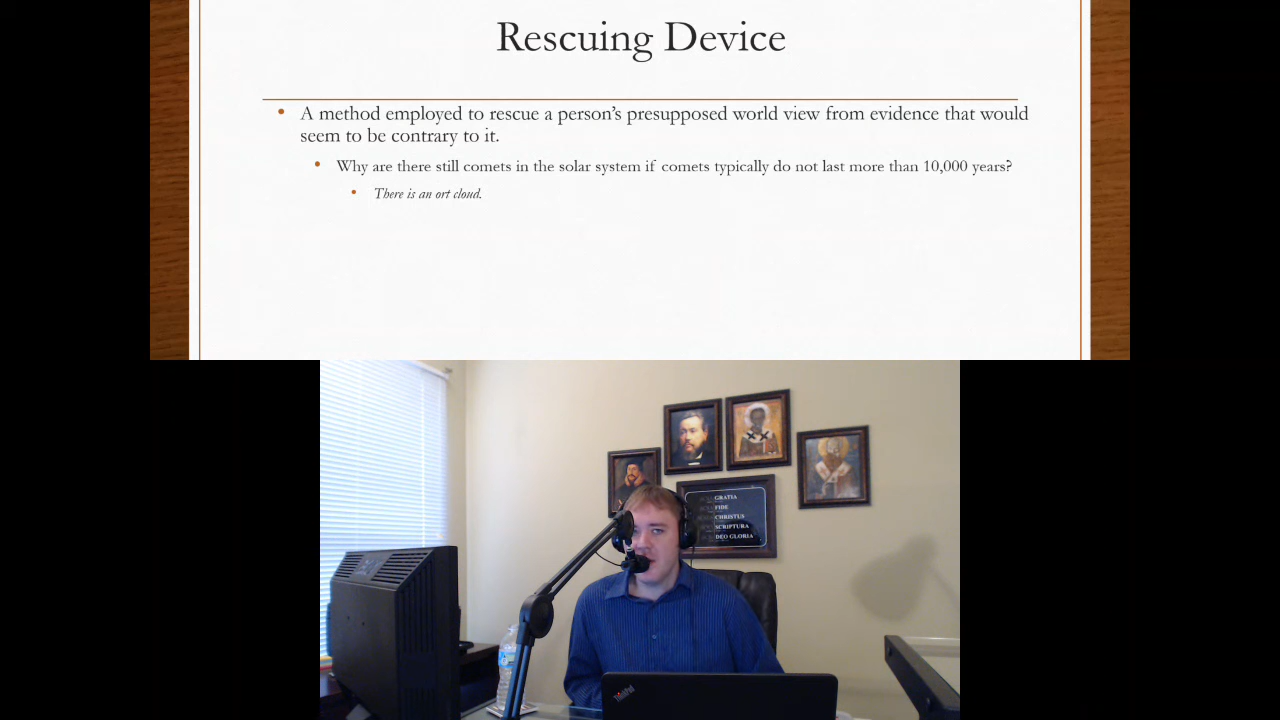 Rescuing Device
• A method employed to rescue a person's presupposed world view from evidence that would
seem to be contrary to it.
• Why are there still comets in the solar system if comets typically do not last more than 10,000 years?
• There is an ort cloud.
GRATIA
FIDE
CHRISTUS
SCRIPTURA
DEO GLORIA
ThinkPad